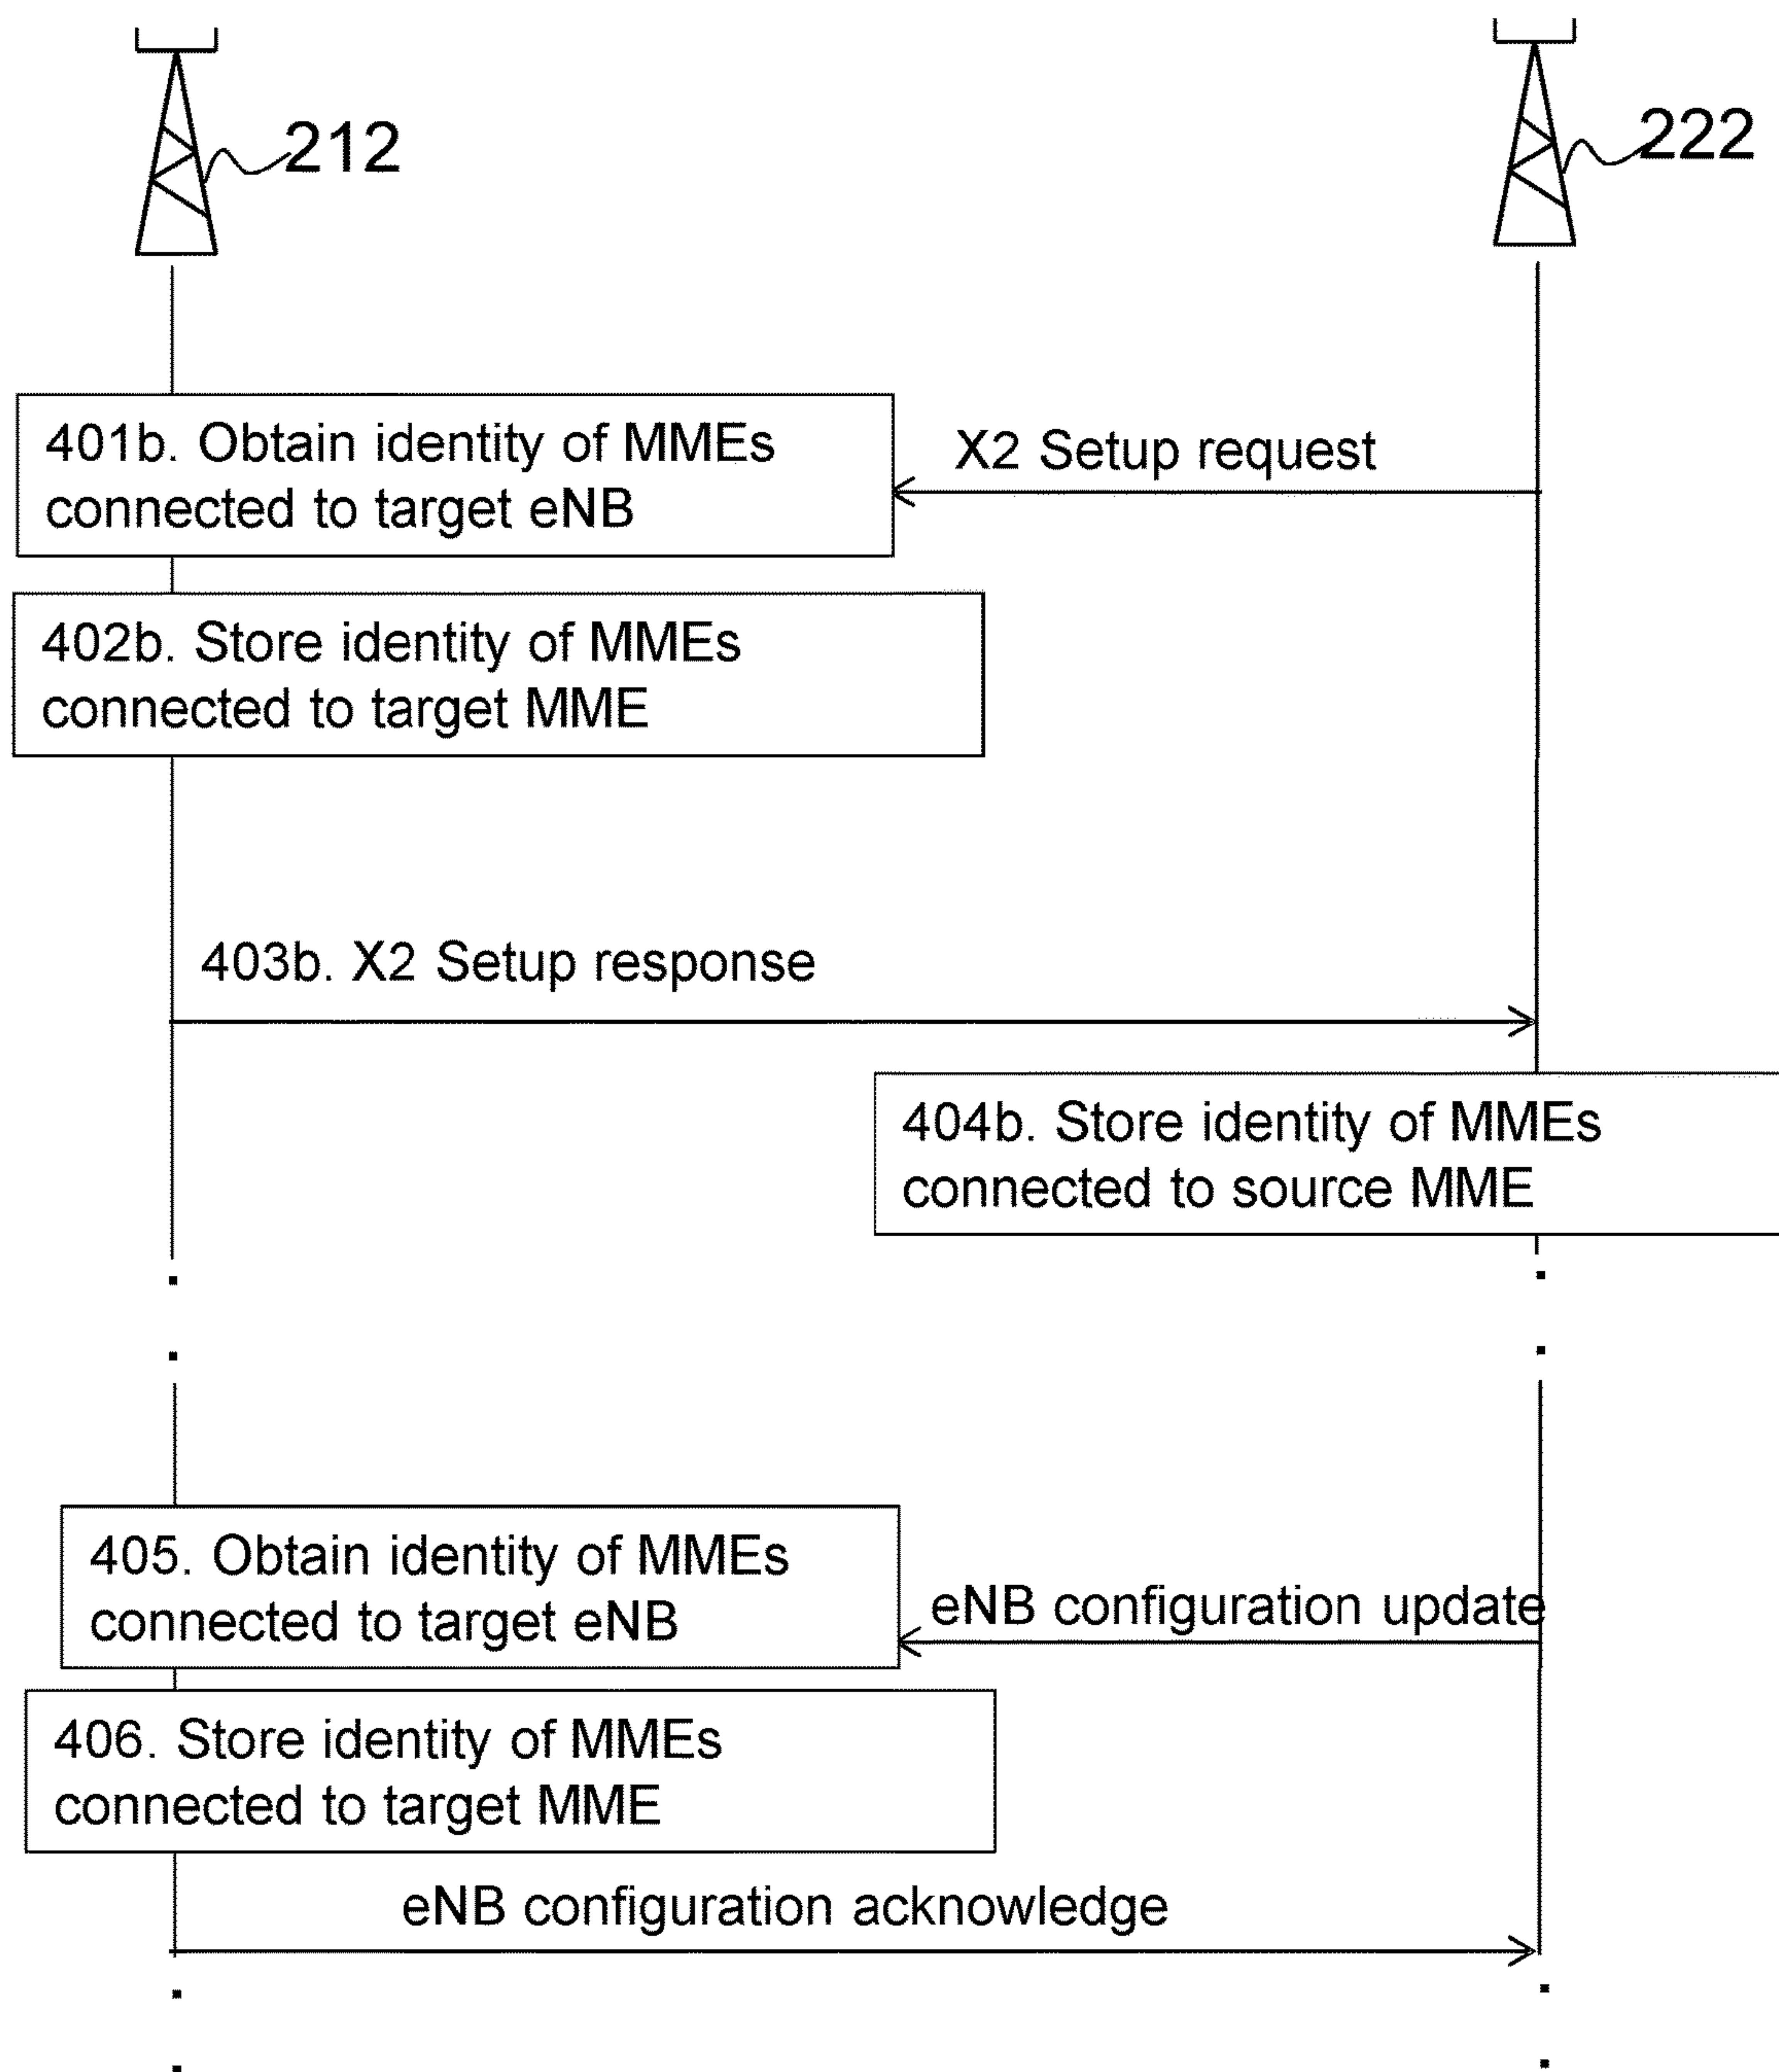 212
222
401b. Obtain identity of MMEs
connected to target eNB
X2 Setup request
402b. Store identity of MMEs
connected to target MME
403b. X2 Setup response
404b. Store identity of MMEs
connected to source MME
405. Obtain identity of MMEs
connected to target eNB
eNB configuration update
406. Store identity of MMEs
connected to target MME
eNB configuration acknowledge